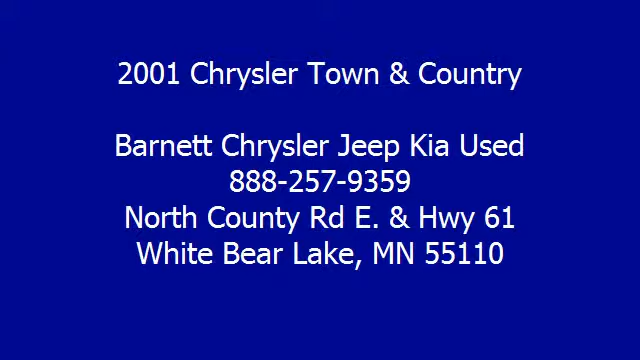 2001 Chrysler Town & Country
Barnett Chrysler Jeep Kia Used
888-257-9359
North County Rd E. & Hwy 61
White Bear Lake, MN 55110